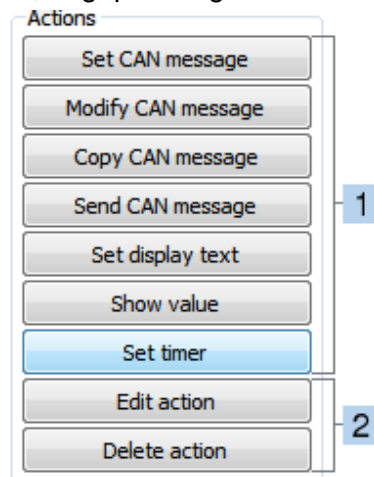 Actions
Set CAN message
Modify CAN message
Copy CAN message
Send CAN message
1
Set display text
Show value
Set timer
Edit action
2
Delete action